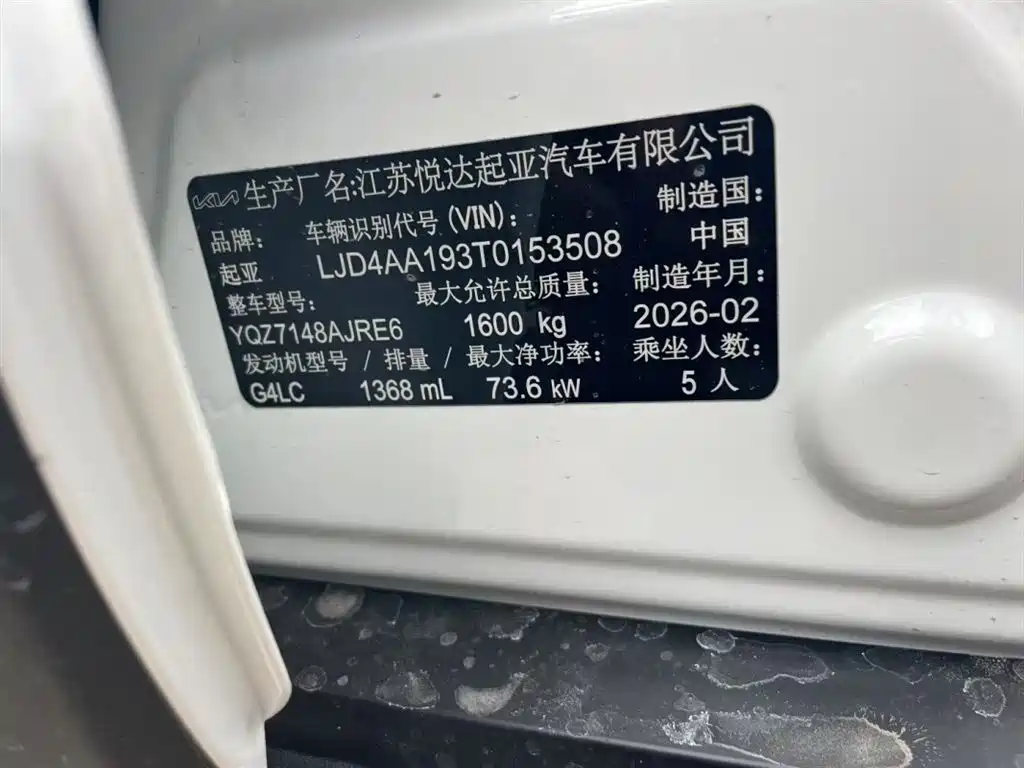 KIA 生产厂名:江苏悦达起亚汽车有限公司
品牌: 车辆识别代号 (VIN): 制造国:
起亚 LJD4AA193T0153508 中国
整车型号: 最大允许总质量: 制造年月:
YQZ7148AJRE6 1600 kg 2026-02
发动机型号 / 排量 / 最大净功率: 乘坐人数:
G4LC 1368 mL 73.6 kW 5 人